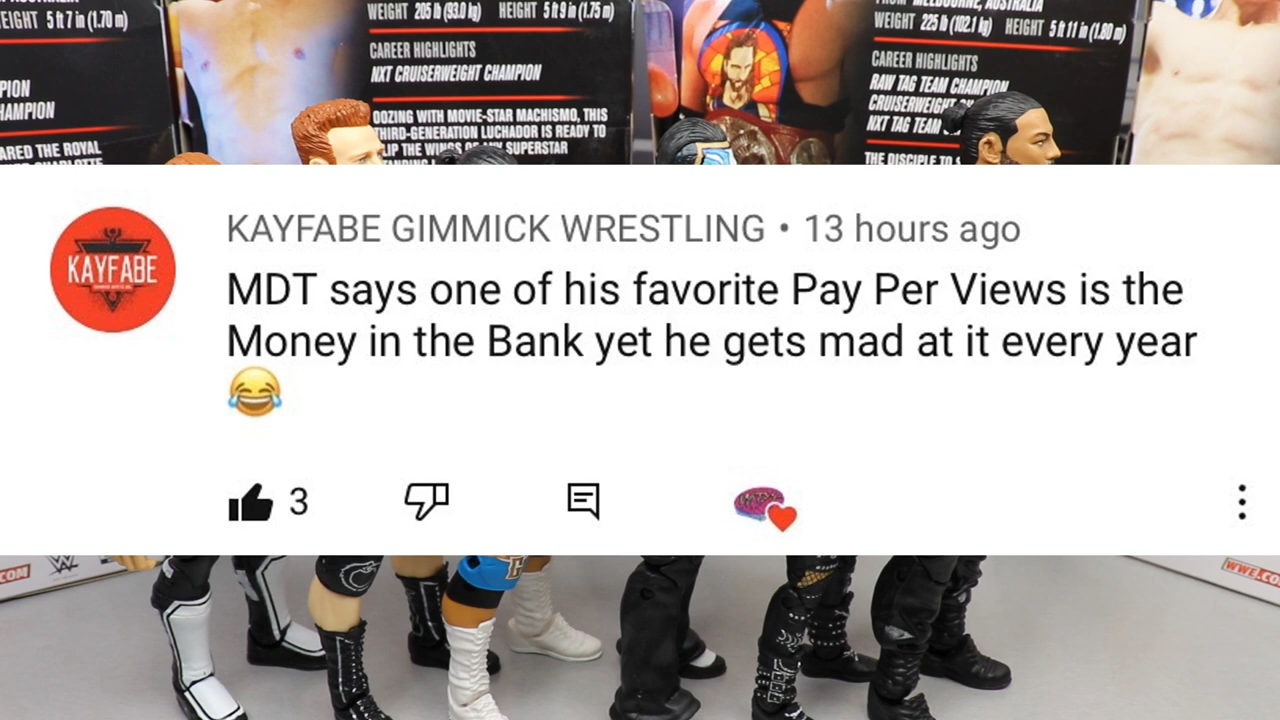 EIGHT 5 ft 7 in (1.70 m)
PION
HAMPION
ARED THE ROYAL
WEIGHT 205 lb (93.0 kg) HEIGHT 5 ft 9 in (1.75 m)
CAREER HIGHLIGHTS
NXT CRUISERWEIGHT CHAMPION
OOZING WITH MOVIE-STAR MACHISMO, THIS
THIRD-GENERATION LUCHADOR IS READY TO
SUPERSTAR
MELBOURNE, AUSTRALIA
WEIGHT 225 lb (102.1 kg) HEIGHT 5 ft 11 in (1.80 m)
CAREER HIGHLIGHTS
RAW TAG TEAM CHAMPION
CRUISERWEIGHT
NXT TAG TEAM
THE DISCIPLE TO
KAYFABE
KAYFABE GIMMICK WRESTLING • 13 hours ago
MDT says one of his favorite Pay Per Views is the
Money in the Bank yet he gets mad at it every year
😂
3
.COM
WWE.CO